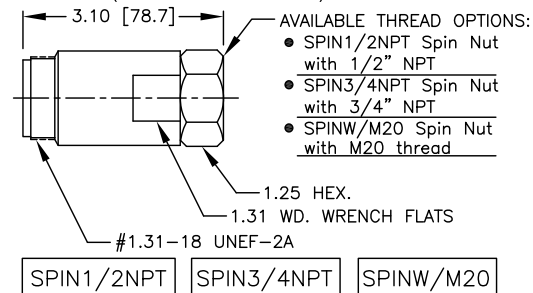 3.10 [78.7]
AVAILABLE THREAD OPTIONS:
● SPIN1/2NPT Spin Nut
with 1/2" NPT
● SPIN3/4NPT Spin Nut
with 3/4" NPT
● SPINW/M20 Spin Nut
with M20 thread
1.25 HEX.
1.31 WD. WRENCH FLATS
#1.31-18 UNEF-2A
SPIN1/2NPT
SPIN3/4NPT
SPINW/M20